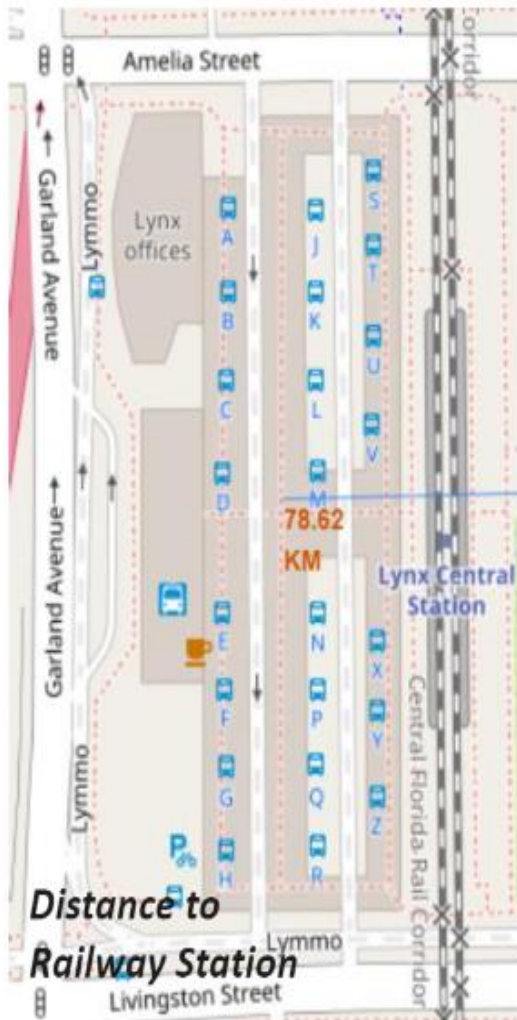 Corridor
Amelia Street
Garland Avenue
Lymmo
Lynx
offices
A
J
S
T
B
K
U
C
L
V
D
M
78.62
KM
Garland Avenue
Lynx Central
Station
E
N
X
F
P
Y
G
Q
Z
Central Florida Rail Corridor
Lymmo
P
H
R
Distance to
Railway Station
Lymmo
Livingston Street